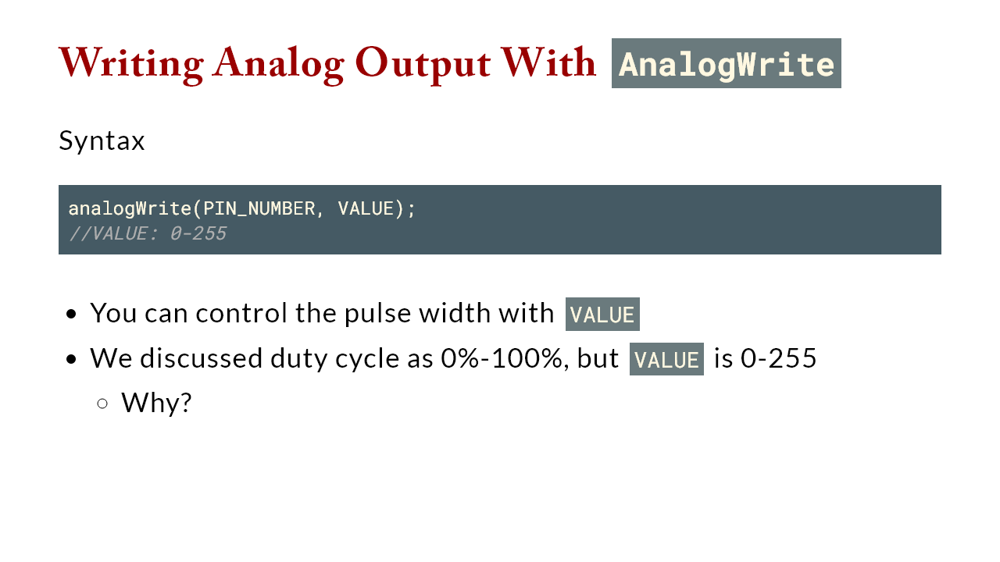 Writing Analog Output With AnalogWrite
Syntax
analogWrite(PIN_NUMBER, VALUE);
//VALUE: 0-255
You can control the pulse width with VALUE
We discussed duty cycle as 0%-100%, but VALUE is 0-255
Why?